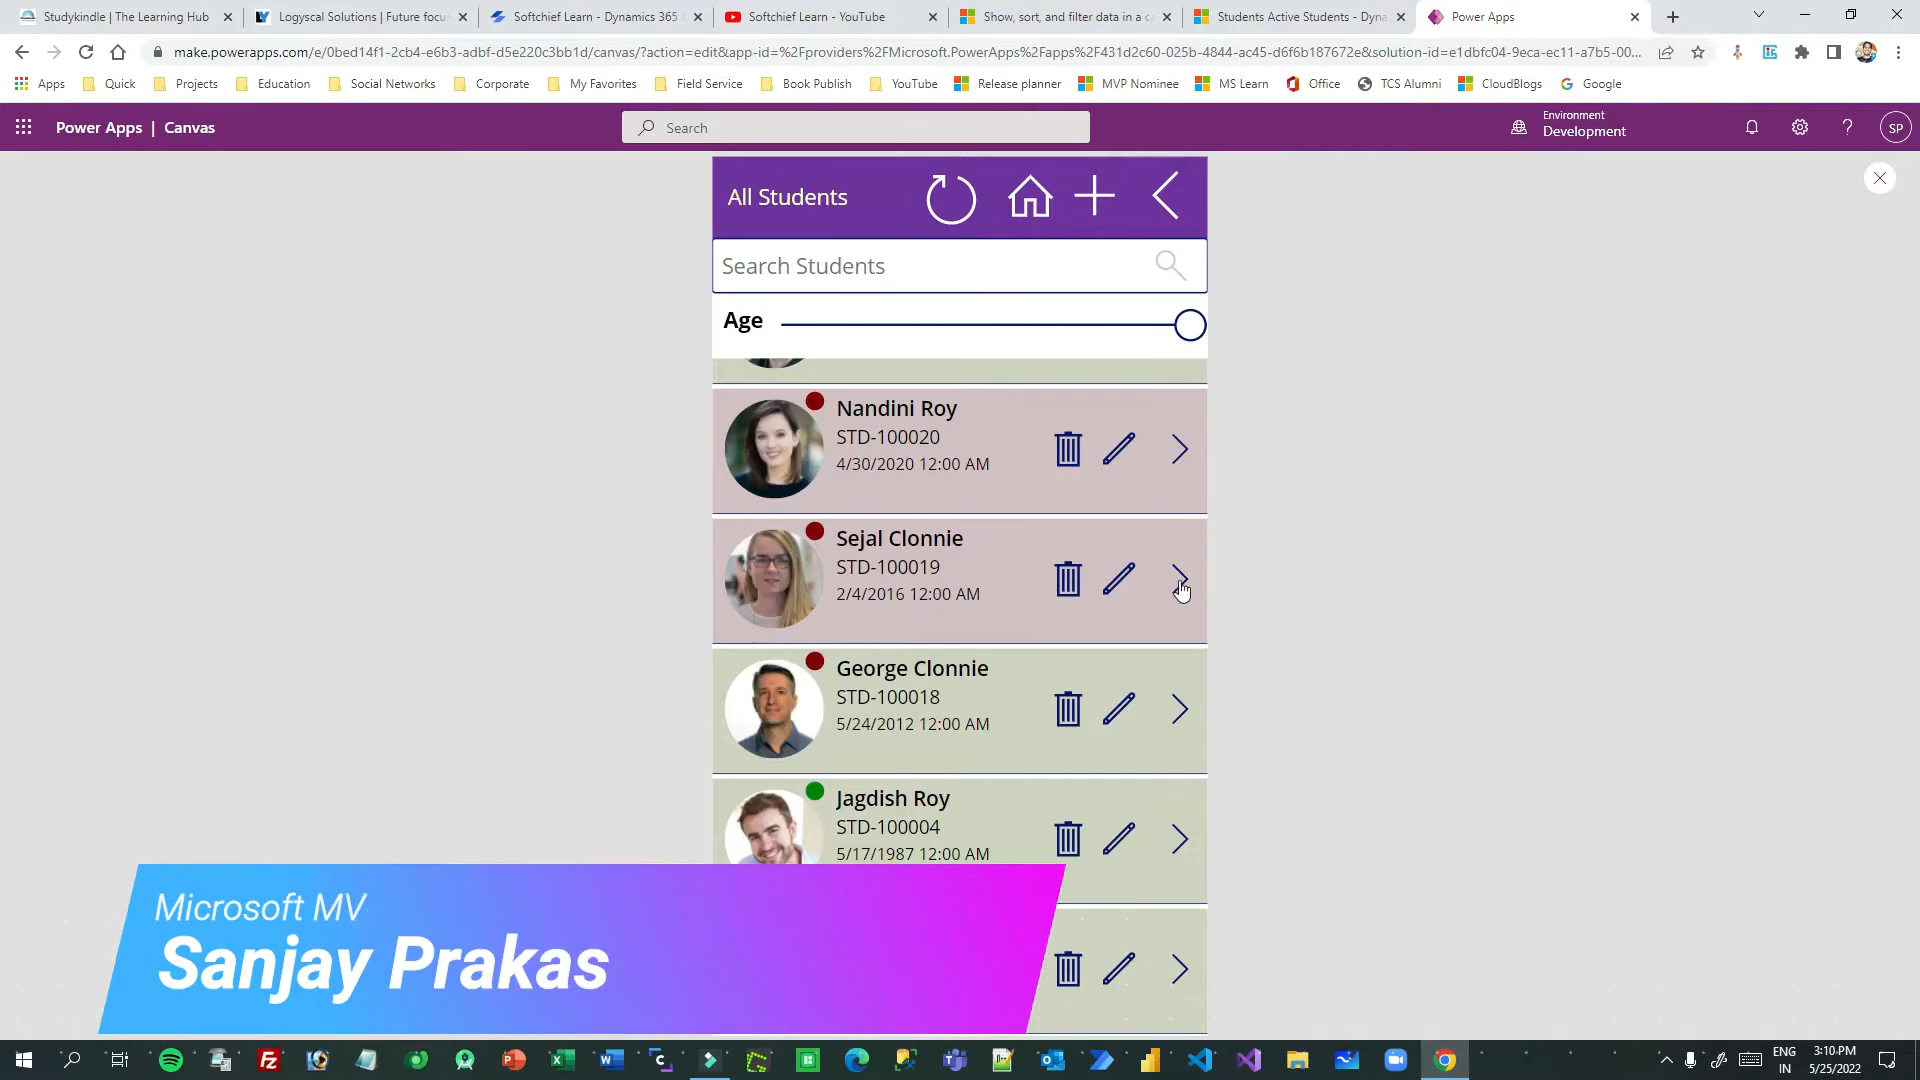 Studykindle | The Learning Hub
Logyscal Solutions | Future focu
Softchief Learn - Dynamics 365
Softchief Learn - YouTube
Show, sort, and filter data in a c
Students Active Students - Dyna
Power Apps
make.powerapps.com/e/0bed14f1-2cb4-e6b3-adbf-d5e220c3bb1d/canvas/?action=edit&app-id=%2Fproviders%2FMicrosoft.PowerApps%2Fapps%2F431d2c60-025b-4844-ac45-d6f6b187672e&solution-id=e1dbfc04-9eca-ec11-a7b5-00...
Apps Quick Projects Education Social Networks Corporate My Favorites Field Service Book Publish YouTube Release planner MVP Nominee MS Learn Office TCS Alumni CloudBlogs Google
Power Apps | Canvas
Search
Environment
Development
SP
All Students
Search Students
Age
Nandini Roy
STD-100020
4/30/2020 12:00 AM
Sejal Clonnie
STD-100019
2/4/2016 12:00 AM
George Clonnie
STD-100018
5/24/2012 12:00 AM
Jagdish Roy
STD-100004
5/17/1987 12:00 AM
Microsoft MV
Sanjay Prakas
ENG
IN
3:10 PM
5/25/2022